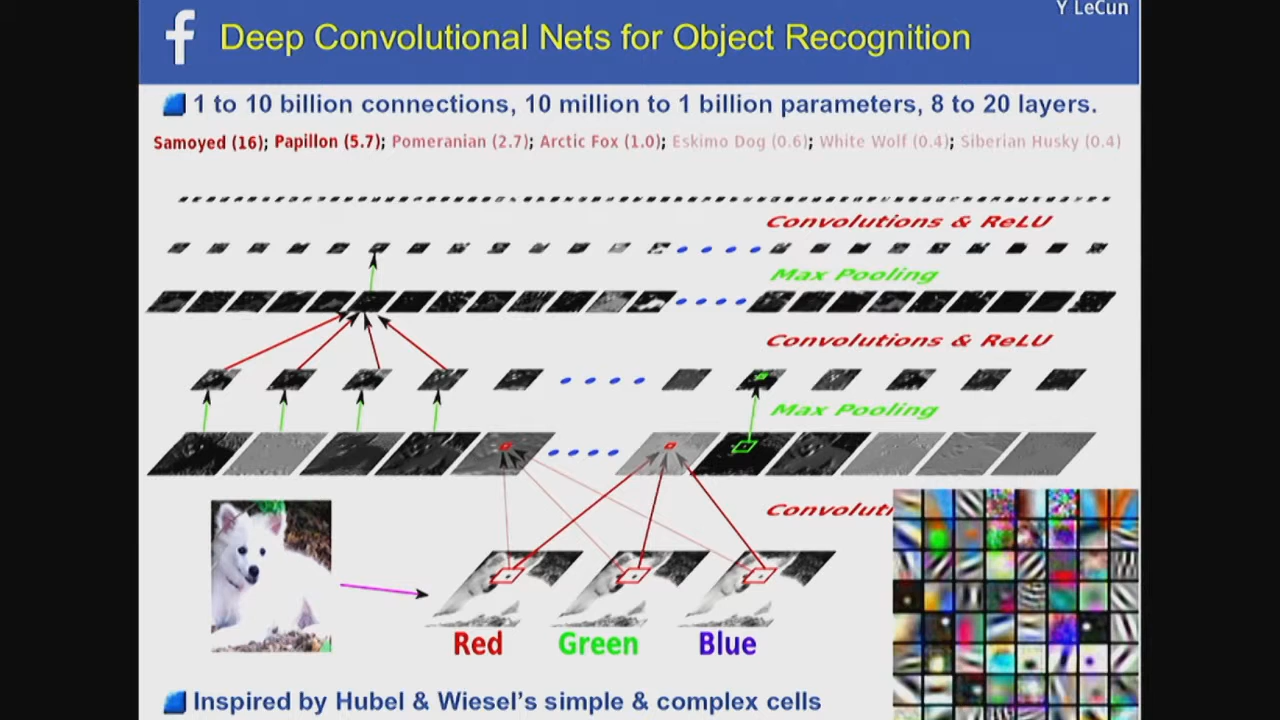 Y LeCun
f Deep Convolutional Nets for Object Recognition
1 to 10 billion connections, 10 million to 1 billion parameters, 8 to 20 layers.
Samoyed (16); Papillon (5.7); Pomeranian (2.7); Arctic Fox (1.0); Eskimo Dog (0.6); White Wolf (0.4); Siberian Husky (0.4)
Convolutions & ReLU
Max Pooling
Convolutions & ReLU
Max Pooling
Convoluti
Red Green Blue
Inspired by Hubel & Wiesel's simple & complex cells